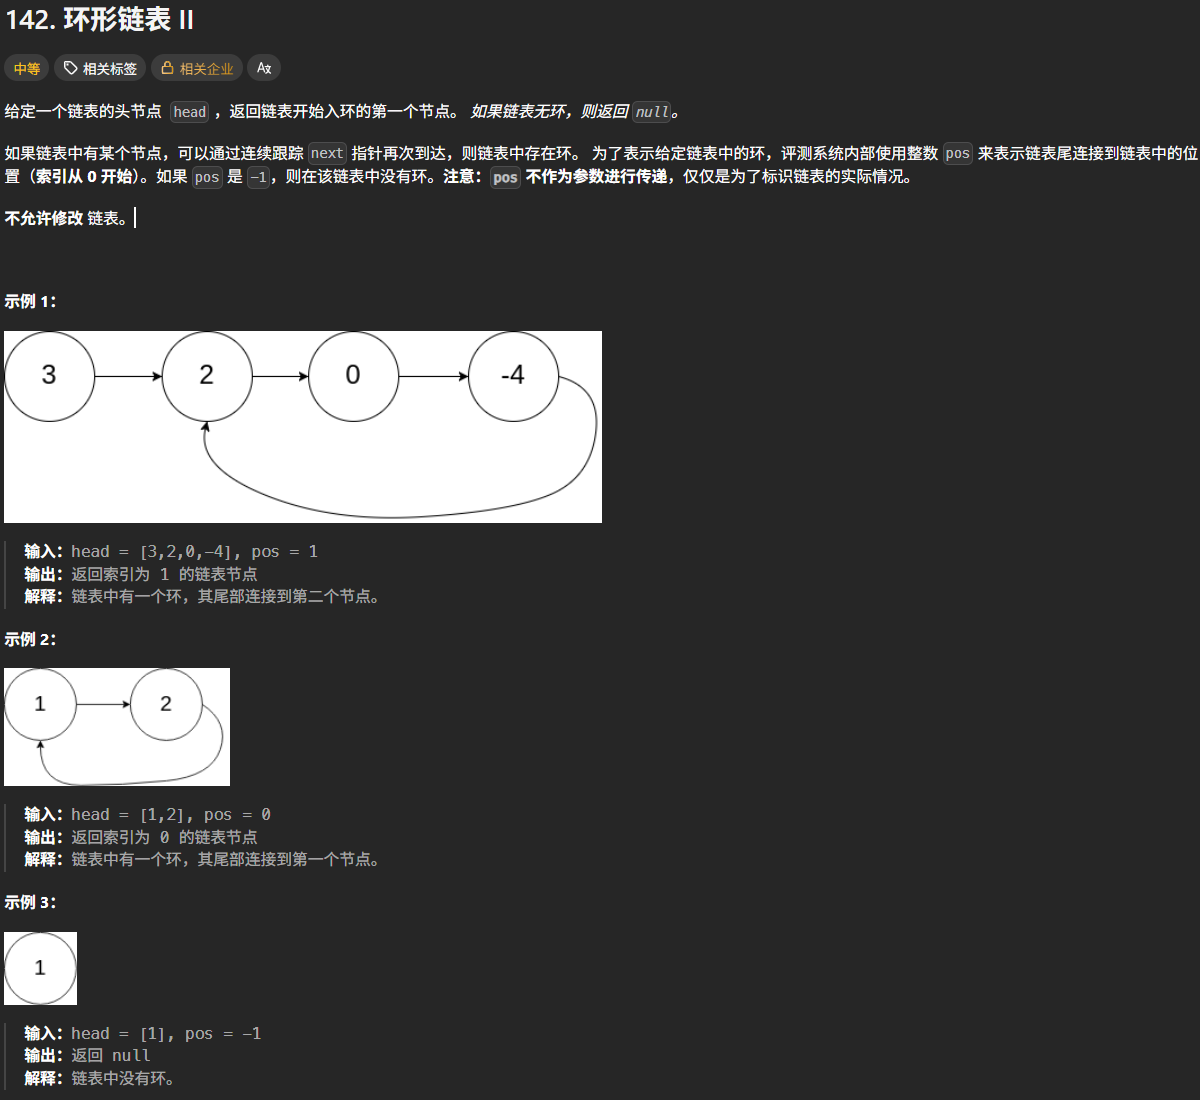 142. 环形链表 II
中等 相关标签 相关企业 Ax
给定一个链表的头节点 head ，返回链表开始入环的第一个节点。 如果链表无环，则返回 null。
如果链表中有某个节点，可以通过连续跟踪 next 指针再次到达，则链表中存在环。 为了表示给定链表中的环，评测系统内部使用整数 pos 来表示链表尾连接到链表中的位
置（索引从 0 开始）。如果 pos 是 -1，则在该链表中没有环。注意：pos 不作为参数进行传递，仅仅是为了标识链表的实际情况。
不允许修改 链表。
示例 1：
3 2 0 -4
输入：head = [3,2,0,-4], pos = 1
输出：返回索引为 1 的链表节点
解释：链表中有一个环，其尾部连接到第二个节点。
示例 2：
1 2
输入：head = [1,2], pos = 0
输出：返回索引为 0 的链表节点
解释：链表中有一个环，其尾部连接到第一个节点。
示例 3：
1
输入：head = [1], pos = -1
输出：返回 null
解释：链表中没有环。